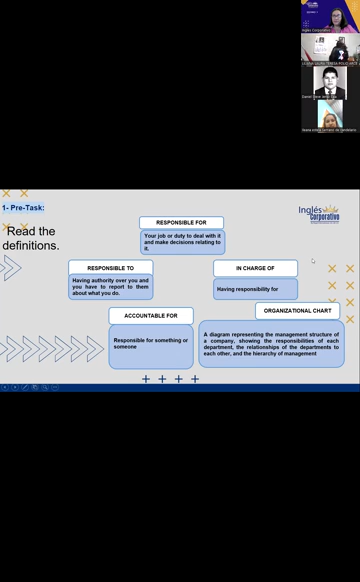 Inglés Corporativo
1- Pre-Task:
Read the
definitions.
Inglés
Corporativo
RESPONSIBLE FOR
Your job or duty to deal with it
and make decisions relating to
it.
RESPONSIBLE TO
Having authority over you and
you have to report to them
about what you do.
IN CHARGE OF
Having responsibility for
ACCOUNTABLE FOR
Responsible for something or
someone
ORGANIZATIONAL CHART
A diagram representing the management structure of
a company, showing the responsibilities of each
department, the relationships of the departments to
each other, and the hierarchy of management